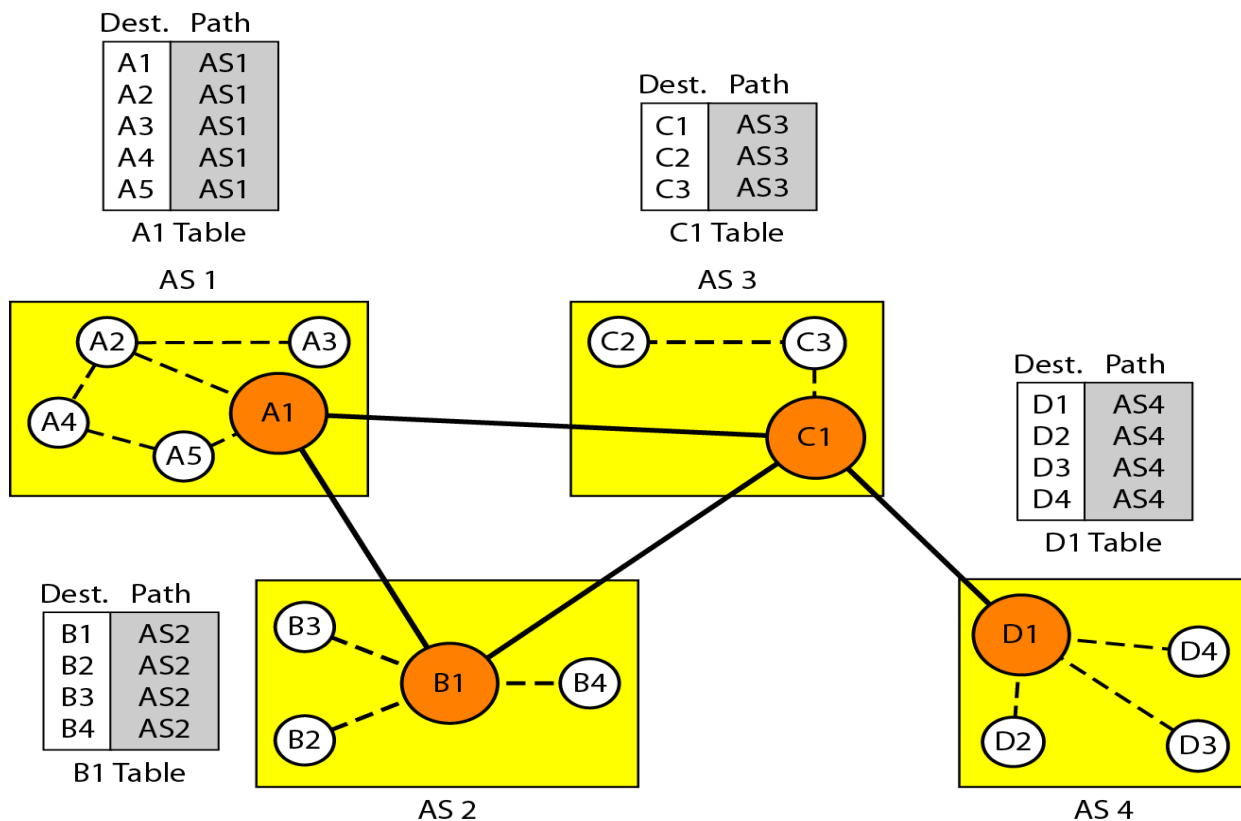 Dest. Path
A1 AS1
A2 AS1
A3 AS1
A4 AS1
A5 AS1
A1 Table
Dest. Path
C1 AS3
C2 AS3
C3 AS3
C1 Table
AS 1
AS 3
A2
A3
A4
A5
A1
C2
C3
C1
Dest. Path
D1 AS4
D2 AS4
D3 AS4
D4 AS4
D1 Table
Dest. Path
B1 AS2
B2 AS2
B3 AS2
B4 AS2
B1 Table
B3
B1
B4
B2
AS 2
D1
D4
D2
D3
AS 4